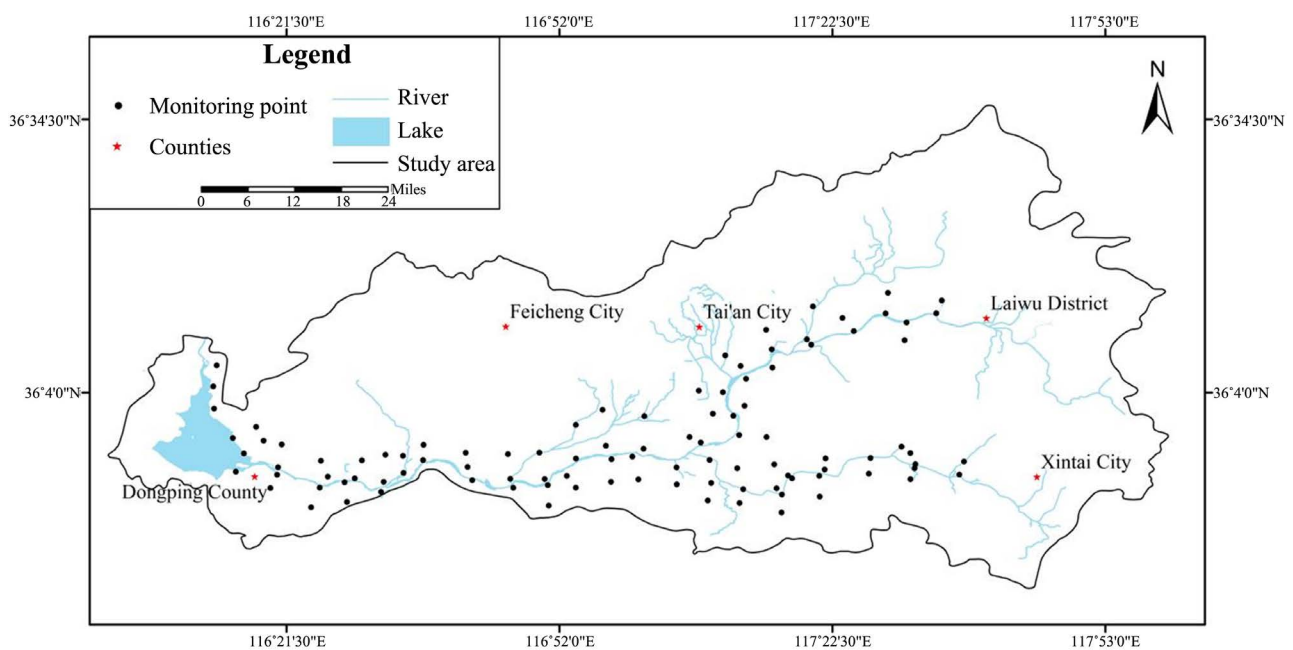 116°21'30"E 116°52'0"E 117°22'30"E 117°53'0"E
Legend
Monitoring point
River
Lake
Counties
Study area
Miles
0 6 12 18 24
N
36°34'30"N
36°34'30"N
Feicheng City
Tai'an City
Laiwu District
36°4'0"N
36°4'0"N
Xintai City
Dongping County
116°21'30"E 116°52'0"E 117°22'30"E 117°53'0"E